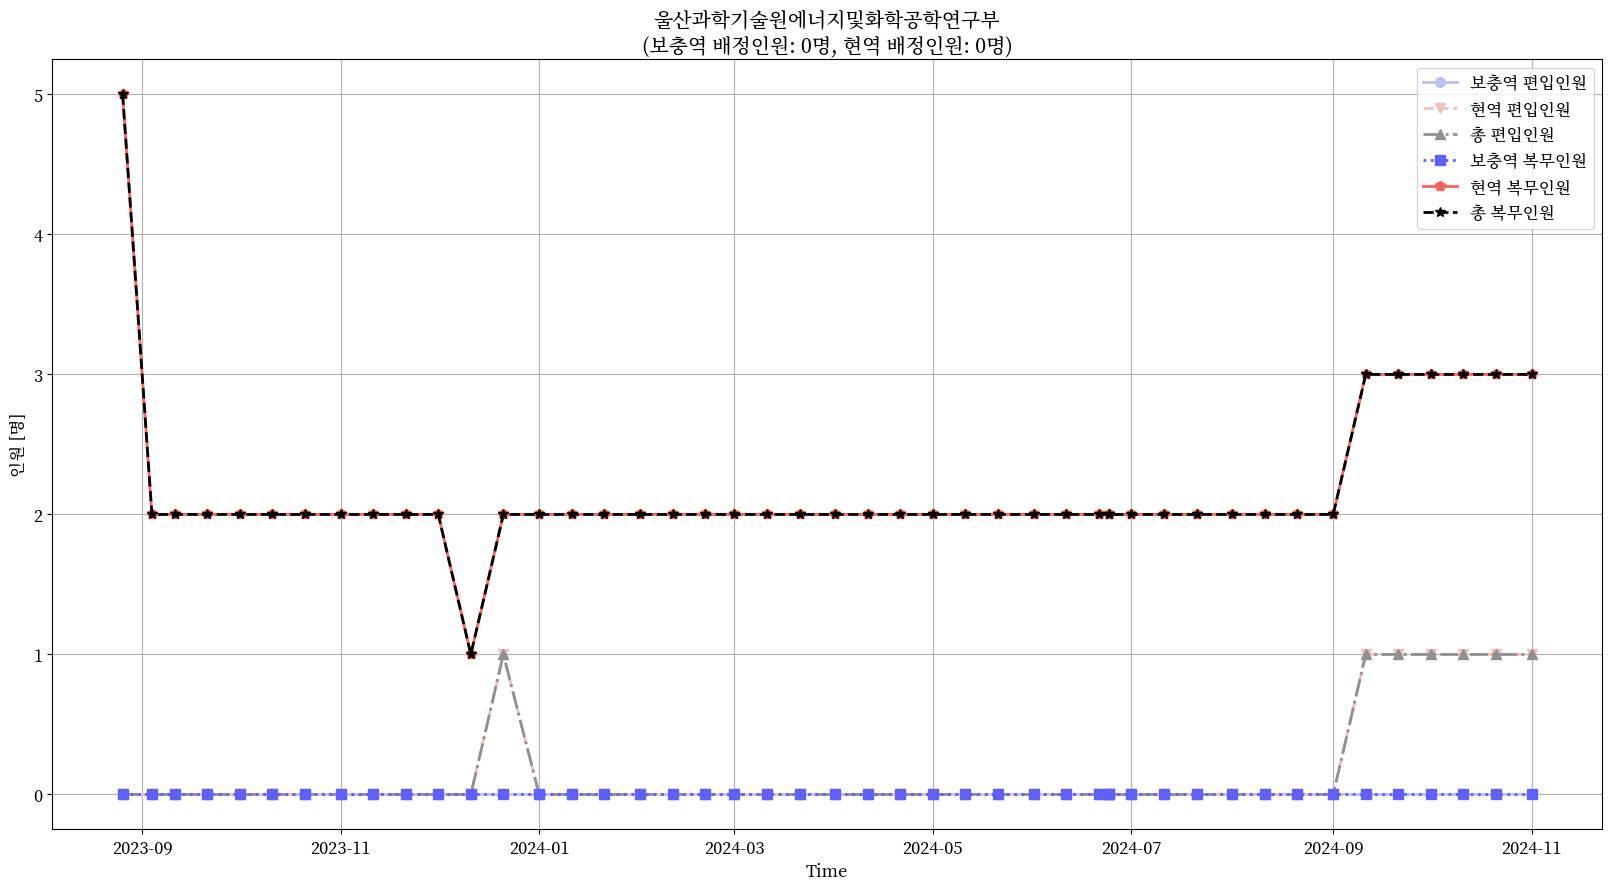 울산과학기술원에너지및화학공학연구부
(보충역 배정인원: 0명, 현역 배정인원: 0명)
보충역 편입인원
현역 편입인원
총 편입인원
보충역 복무인원
현역 복무인원
총 복무인원
인원 [명]
5
4
3
2
1
0
2023-09
2023-11
2024-01
2024-03
2024-05
2024-07
2024-09
2024-11
Time